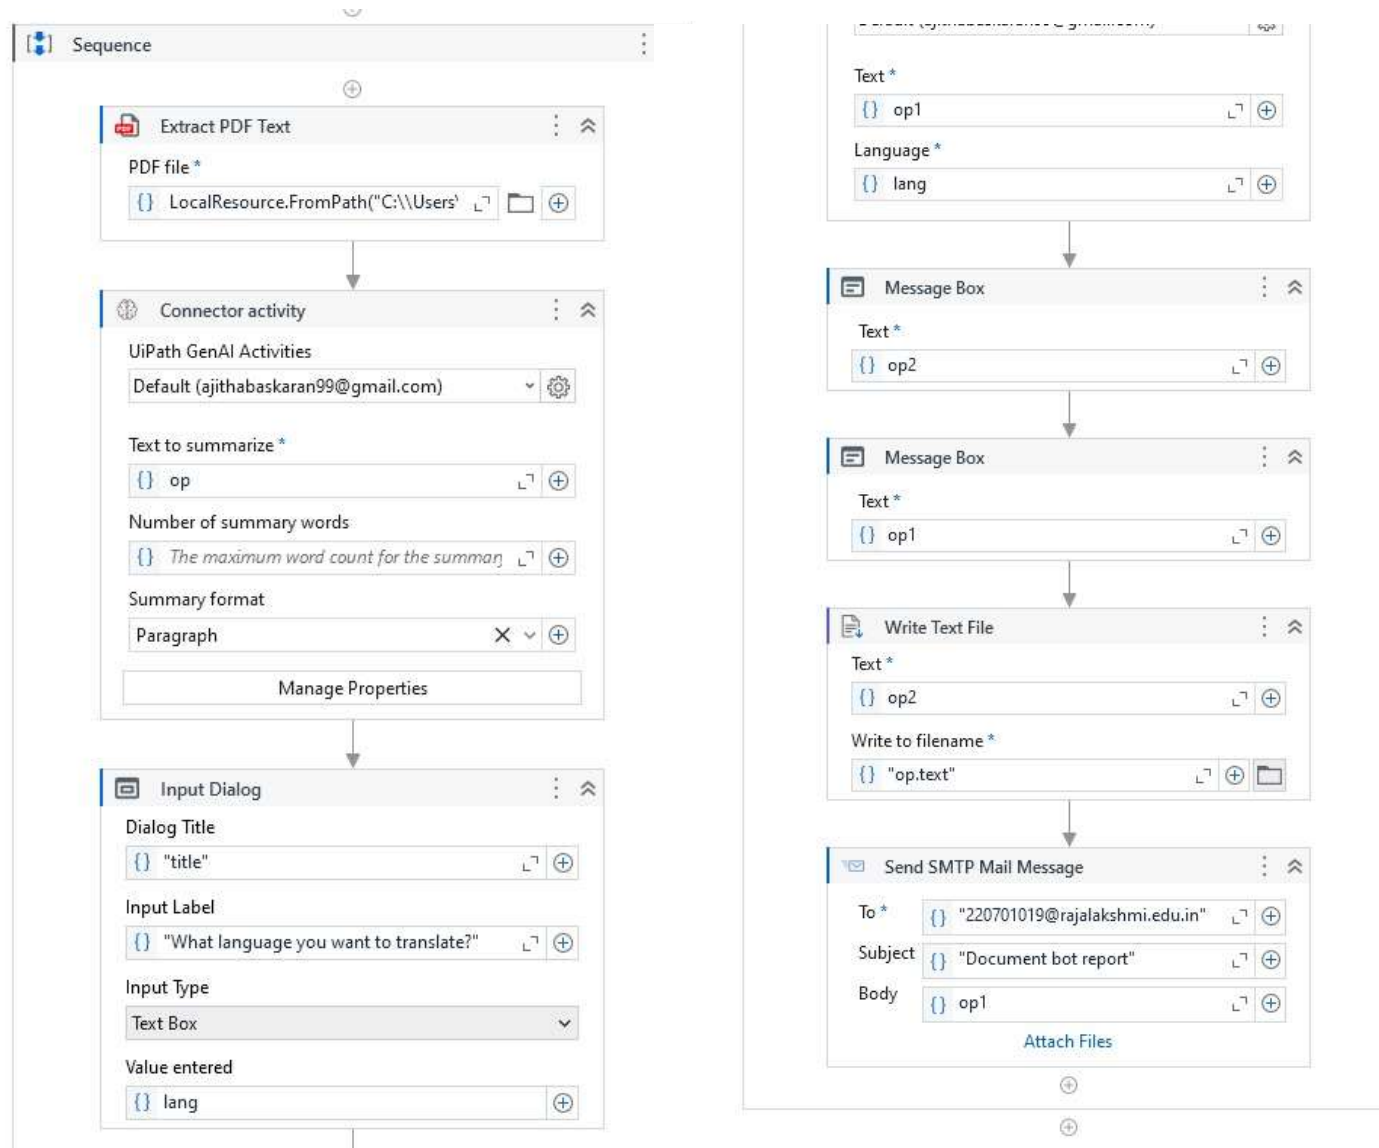 Sequence
Extract PDF Text
PDF file *
{} LocalResource.FromPath("C:\\Users'
Connector activity
UiPath GenAI Activities
Default (ajithabaskaran99@gmail.com)
Text to summarize *
{} op
Number of summary words
{} The maximum word count for the summary
Summary format
Paragraph
Manage Properties
Input Dialog
Dialog Title
{} "title"
Input Label
{} "What language you want to translate?"
Input Type
Text Box
Value entered
{} lang
Text *
{} op1
Language *
{} lang
Message Box
Text *
{} op2
Message Box
Text *
{} op1
Write Text File
Text *
{} op2
Write to filename *
{} "op.text"
Send SMTP Mail Message
To * {} "220701019@rajalakshmi.edu.in"
Subject {} "Document bot report"
Body {} op1
Attach Files